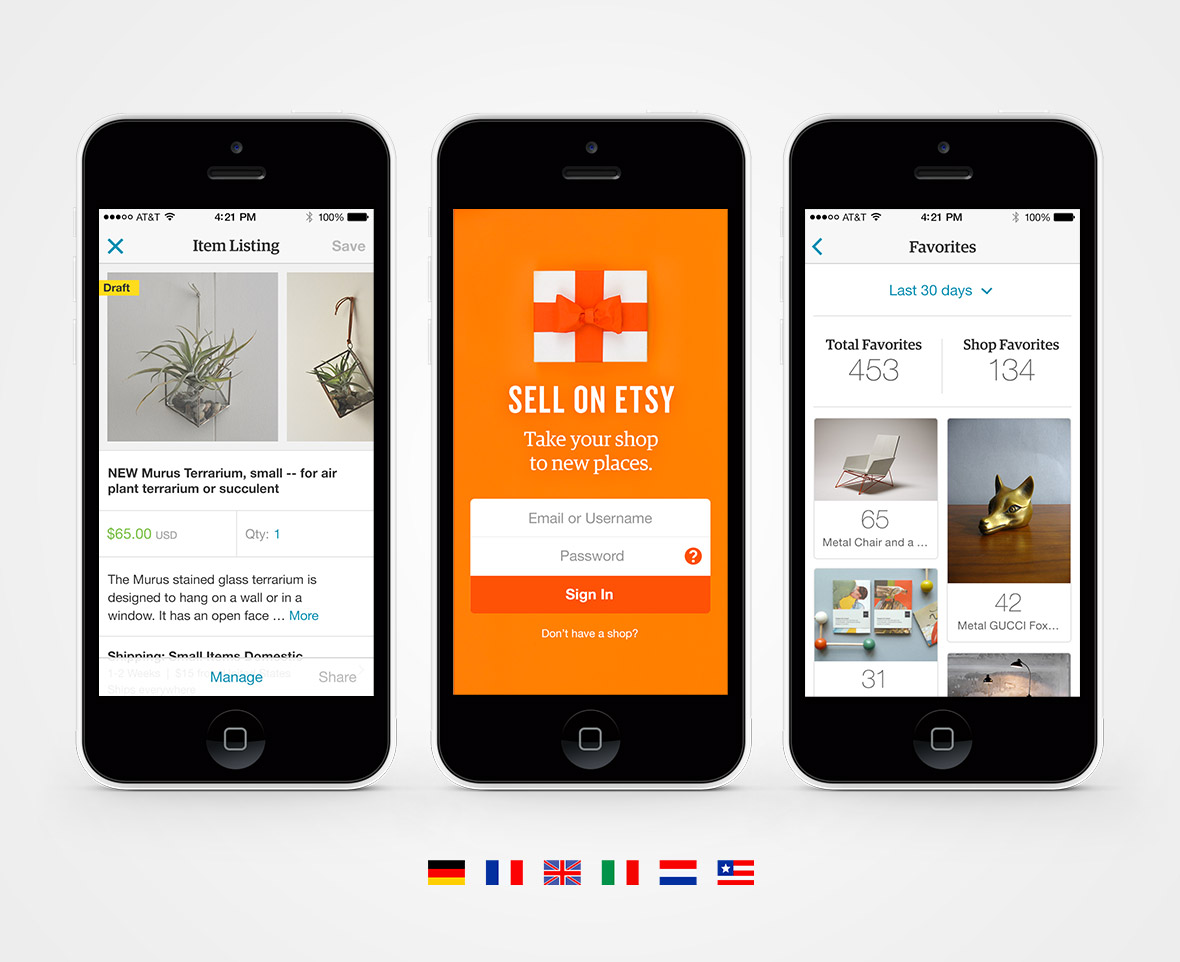 AT&T
4:21 PM
100%
Item Listing
Save
Draft
NEW Murus Terrarium, small -- for air
plant terrarium or succulent
$65.00 USD
Qty: 1
The Murus stained glass terrarium is
designed to hang on a wall or in a
window. It has an open face ... More
Shipping: Small Items Domestic
1-2 Weeks | $15 States
Ships everywhere
Manage
Share
SELL ON ETSY
Take your shop
to new places.
Email or Username
Password
?
Sign In
Don't have a shop?
AT&T
4:21 PM
100%
Favorites
Last 30 days
Total Favorites
453
Shop Favorites
134
65
Metal Chair and a ...
42
Metal GUCCI Fox...
31